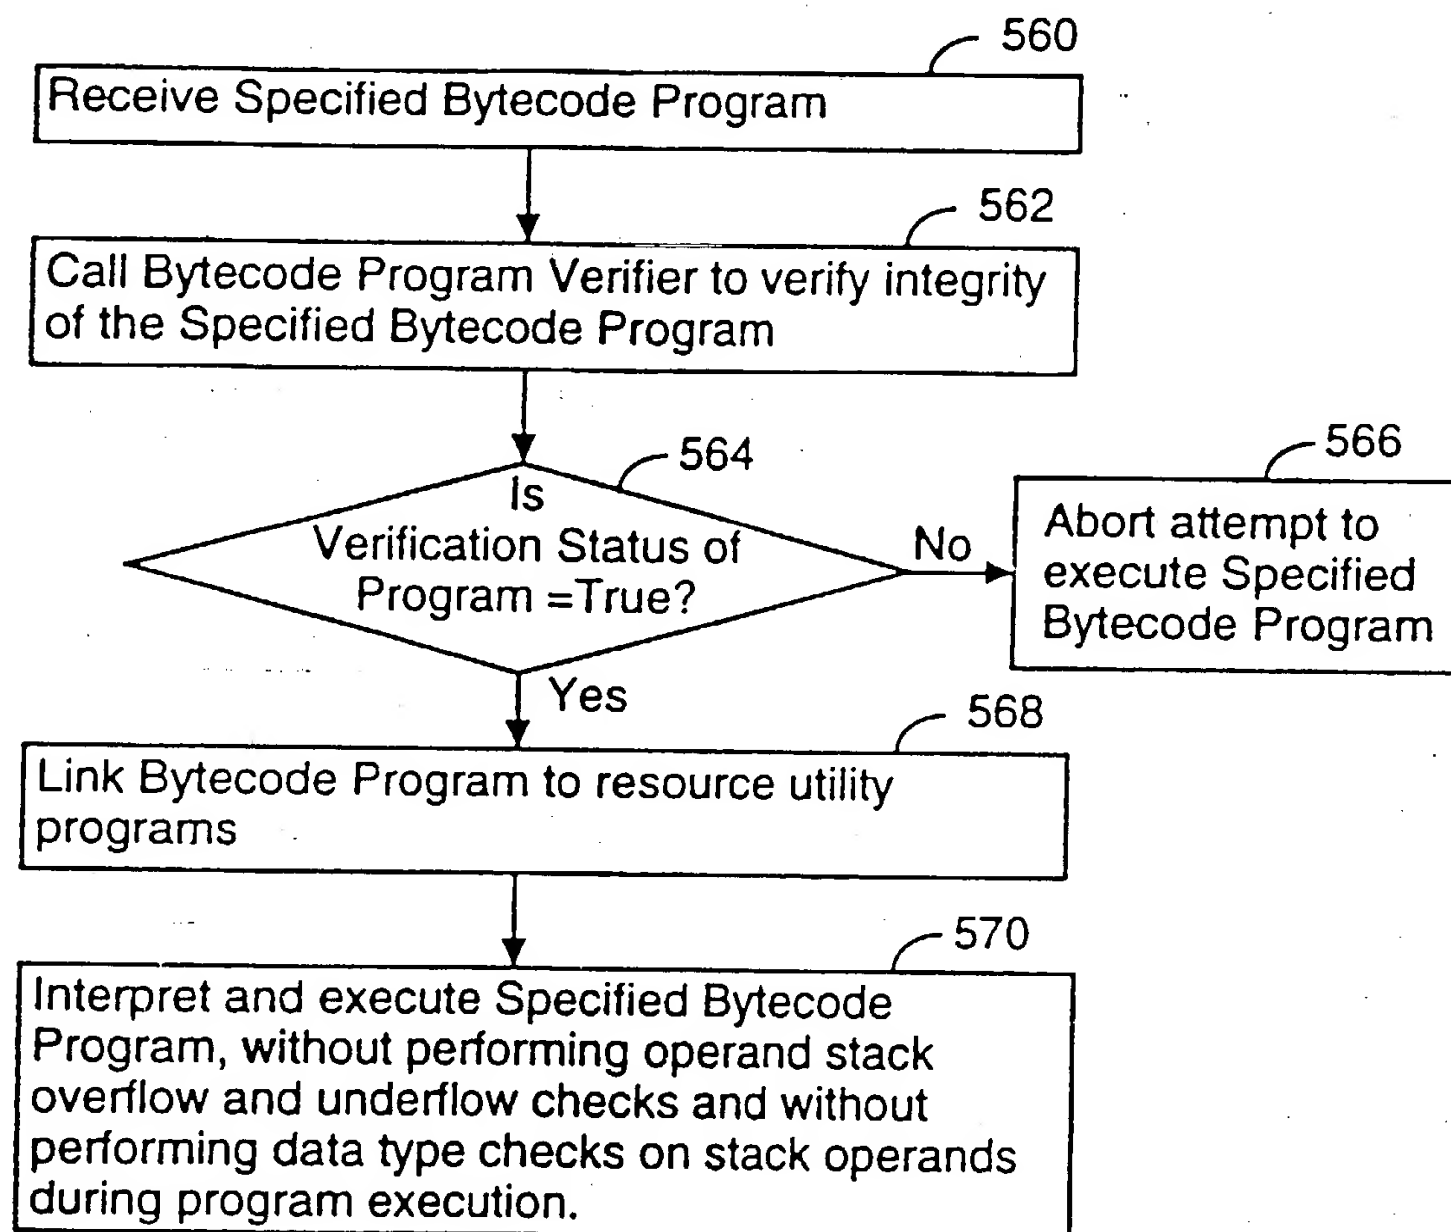 560
Receive Specified Bytecode Program
562
Call Bytecode Program Verifier to verify integrity
of the Specified Bytecode Program
564
Is
Verification Status of
Program =True?
No
566
Abort attempt to
execute Specified
Bytecode Program
Yes
568
Link Bytecode Program to resource utility
programs
570
Interpret and execute Specified Bytecode
Program, without performing operand stack
overflow and underflow checks and without
performing data type checks on stack operands
during program execution.